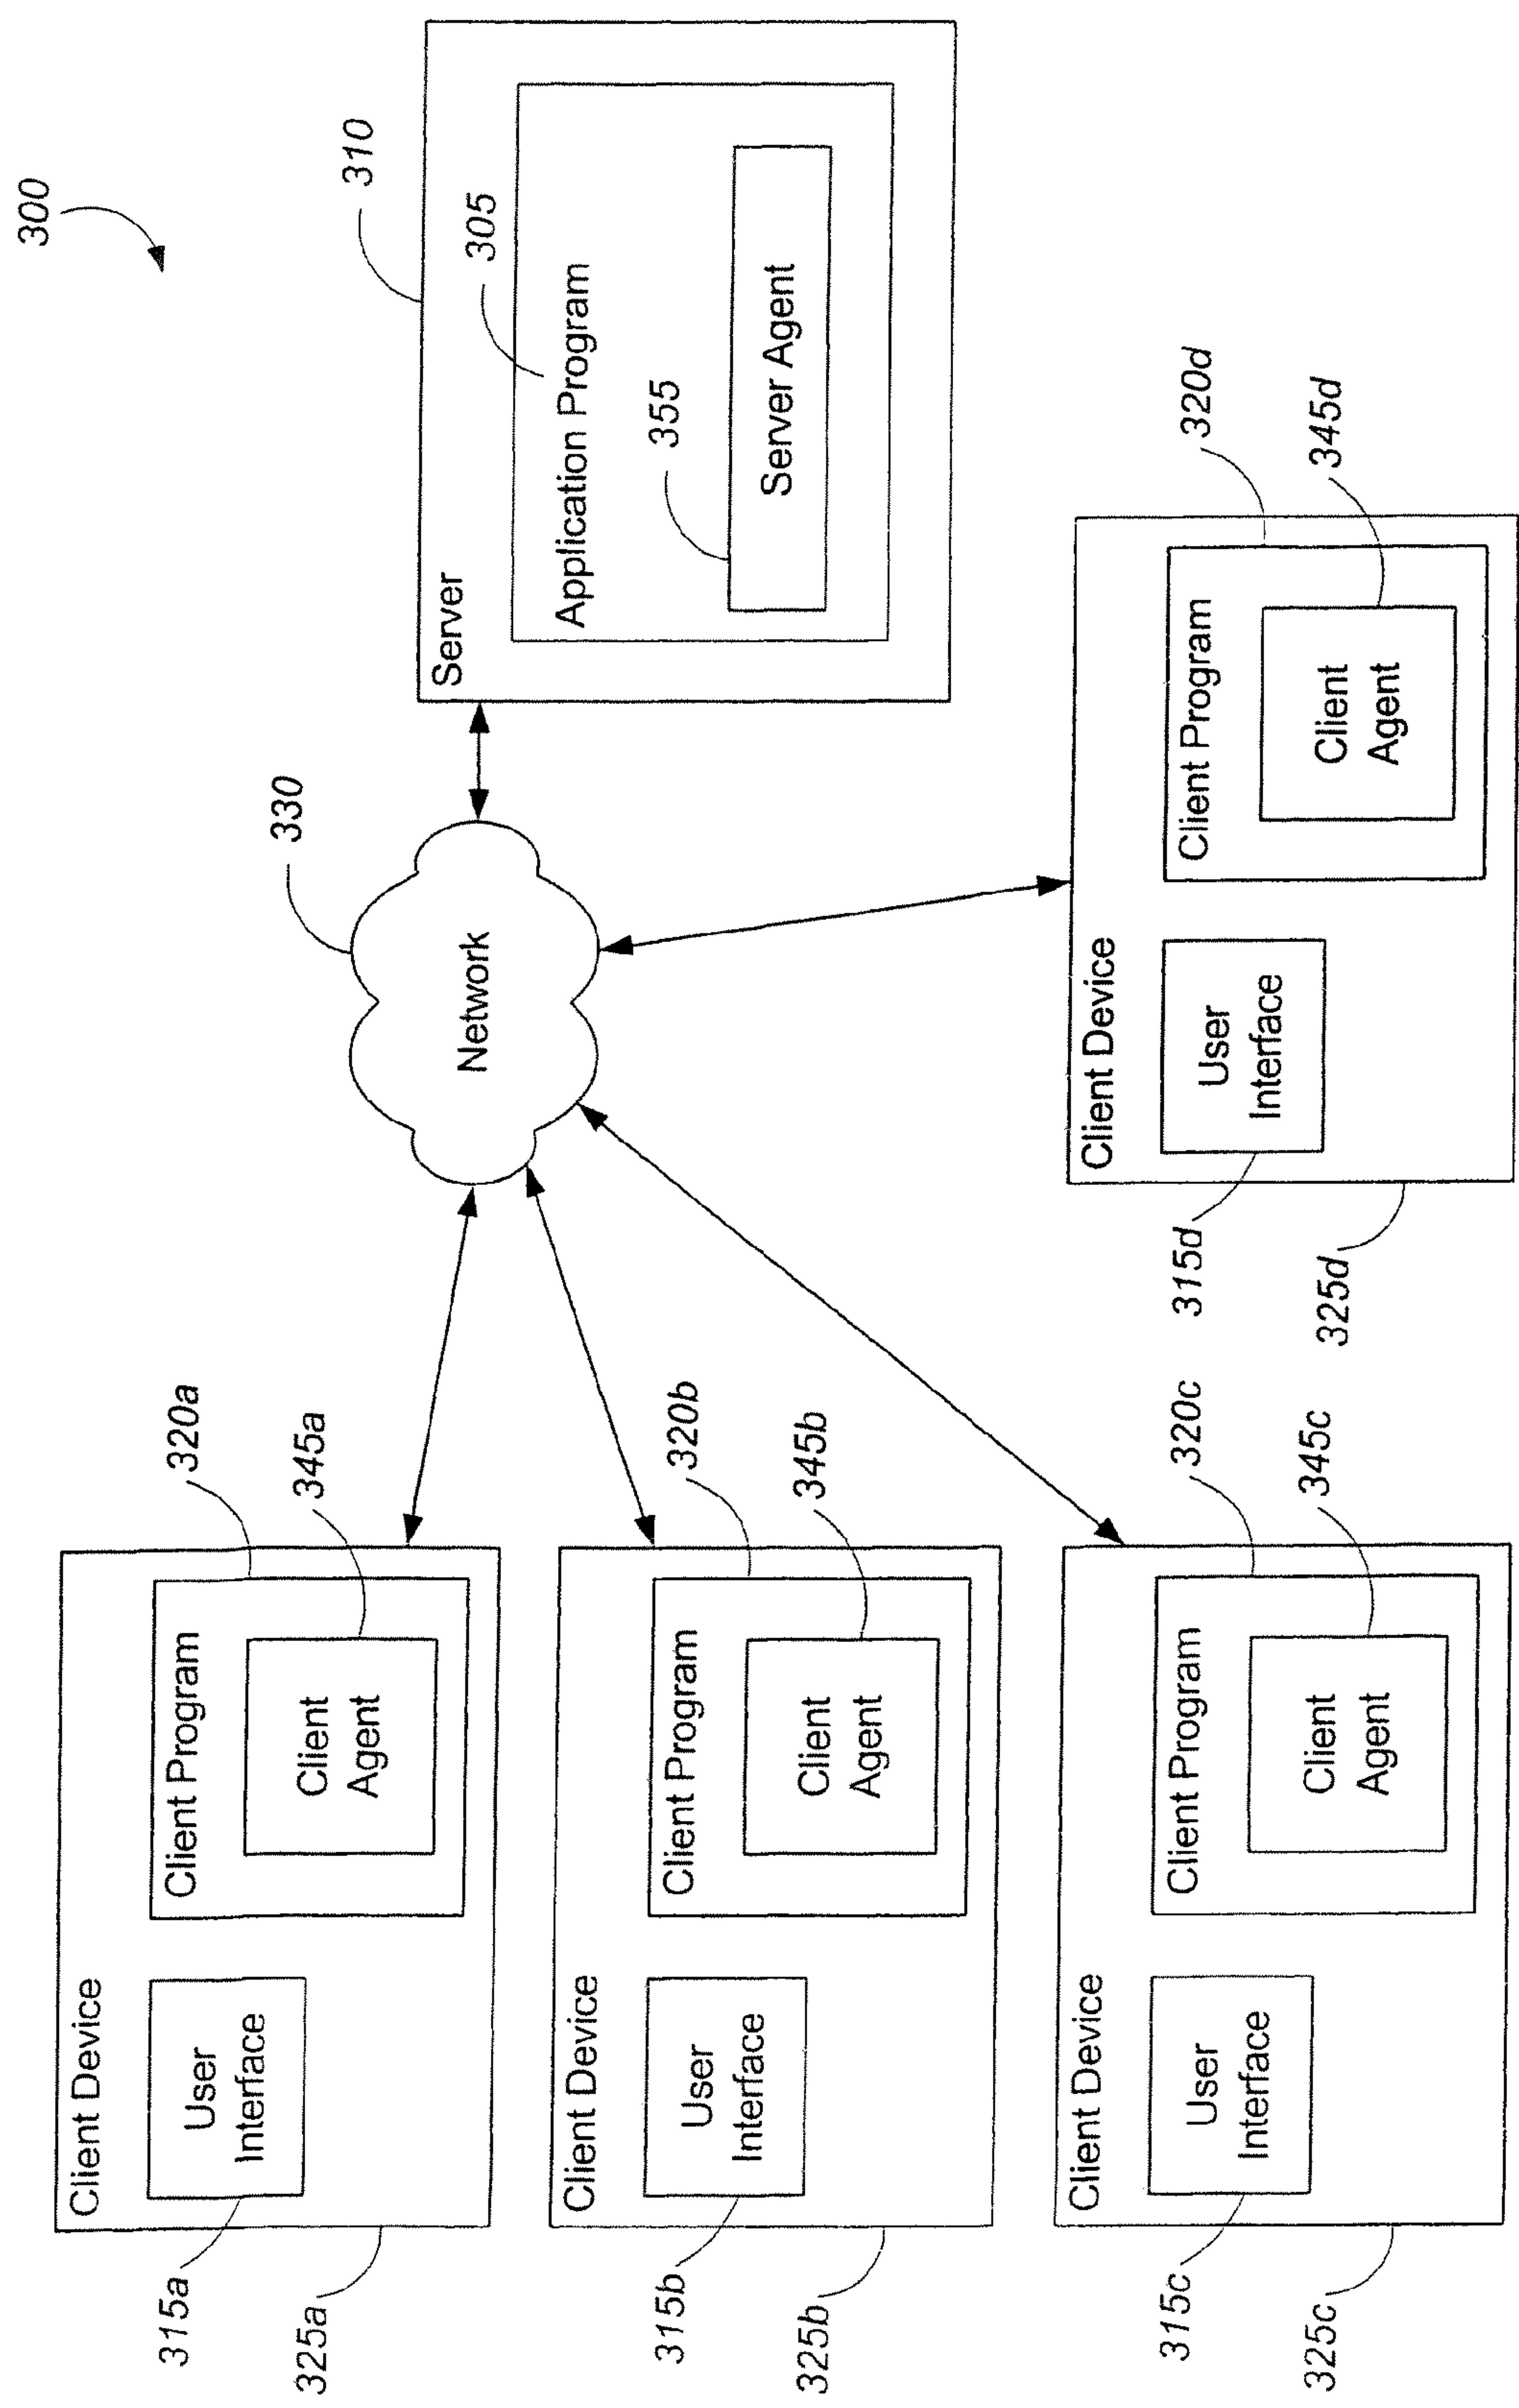 300
Client Device
325a
User
Interface
315a
Client Program
320a
Client
Agent
345a
Client Device
325b
User
Interface
315b
Client Program
320b
Client
Agent
345b
Client Device
325c
User
Interface
315c
Client Program
320c
Client
Agent
345c
Network
330
Server
310
Application Program
305
Server Agent
355
Client Device
325d
User
Interface
315d
Client Program
320d
Client
Agent
345d